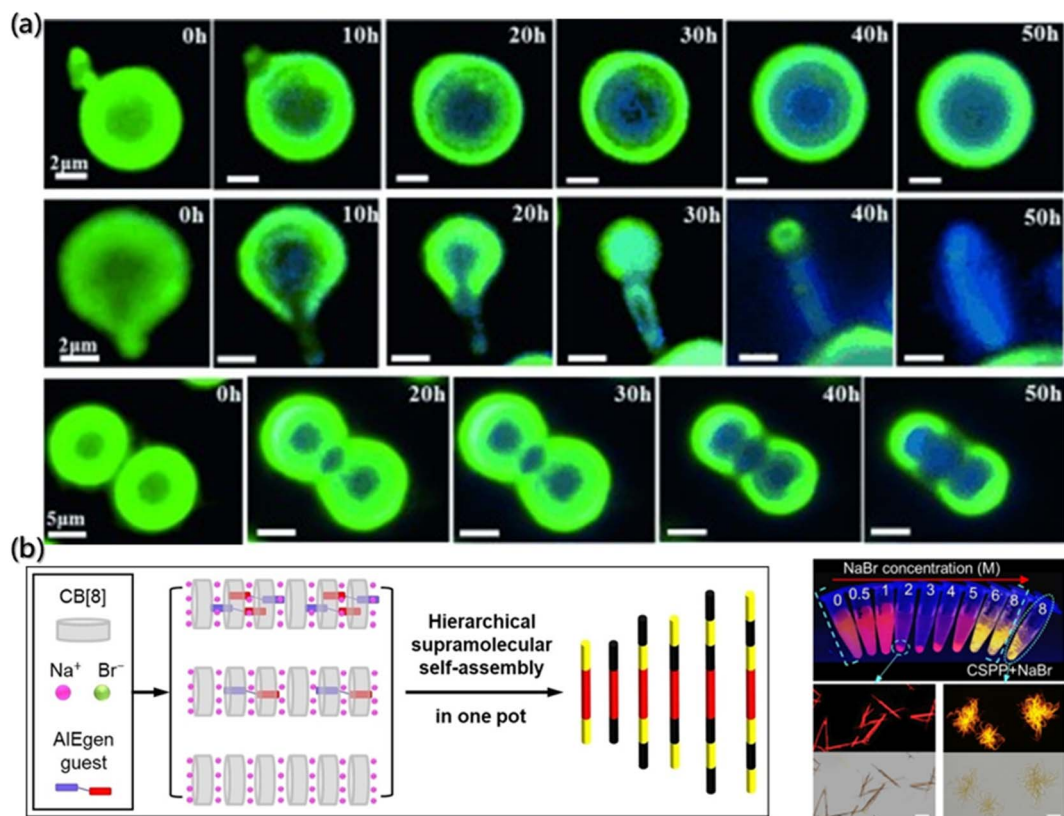 (a)
0h 10h 20h 30h 40h 50h
2μm
0h 10h 20h 30h 40h 50h
2μm
0h 20h 30h 40h 50h
5μm
(b)
CB[8]
Na⁺ Br⁻
AIEgen
guest
Hierarchical
supramolecular
self-assembly
in one pot
NaBr concentration (M)
0 0.5 1 2 3 4 5 6 8 8
CSPP+NaBr